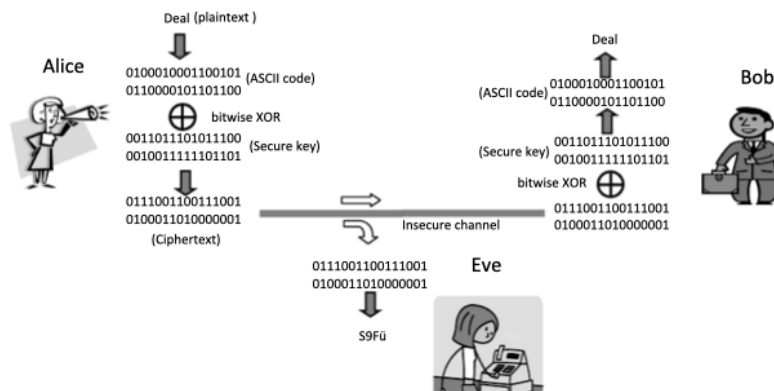 Deal (plaintext )
Alice
0100010001100101
0110000101101100
(ASCII code)
bitwise XOR
0011011101011100
0010011111101101
(Secure key)
0111001100111001
0100011010000001
(Ciphertext)
Insecure channel
0111001100111001
0100011010000001
S9Fü
Eve
Deal
Bob
(ASCII code)
0100010001100101
0110000101101100
(Secure key)
0011011101011100
0010011111101101
bitwise XOR
0111001100111001
0100011010000001